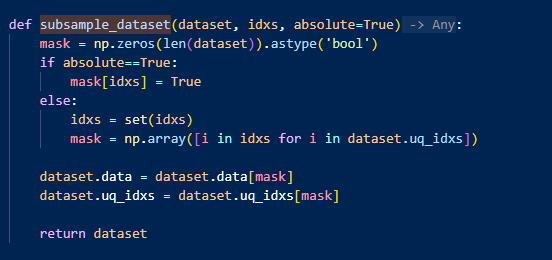 def subsample_dataset(dataset, idxs, absolute=True) -> Any:
    mask = np.zeros(len(dataset)).astype('bool')
    if absolute==True:
        mask[idxs] = True
    else:
        idxs = set(idxs)
        mask = np.array([i in idxs for i in dataset.uq_idxs])

    dataset.data = dataset.data[mask]
    dataset.uq_idxs = dataset.uq_idxs[mask]

    return dataset